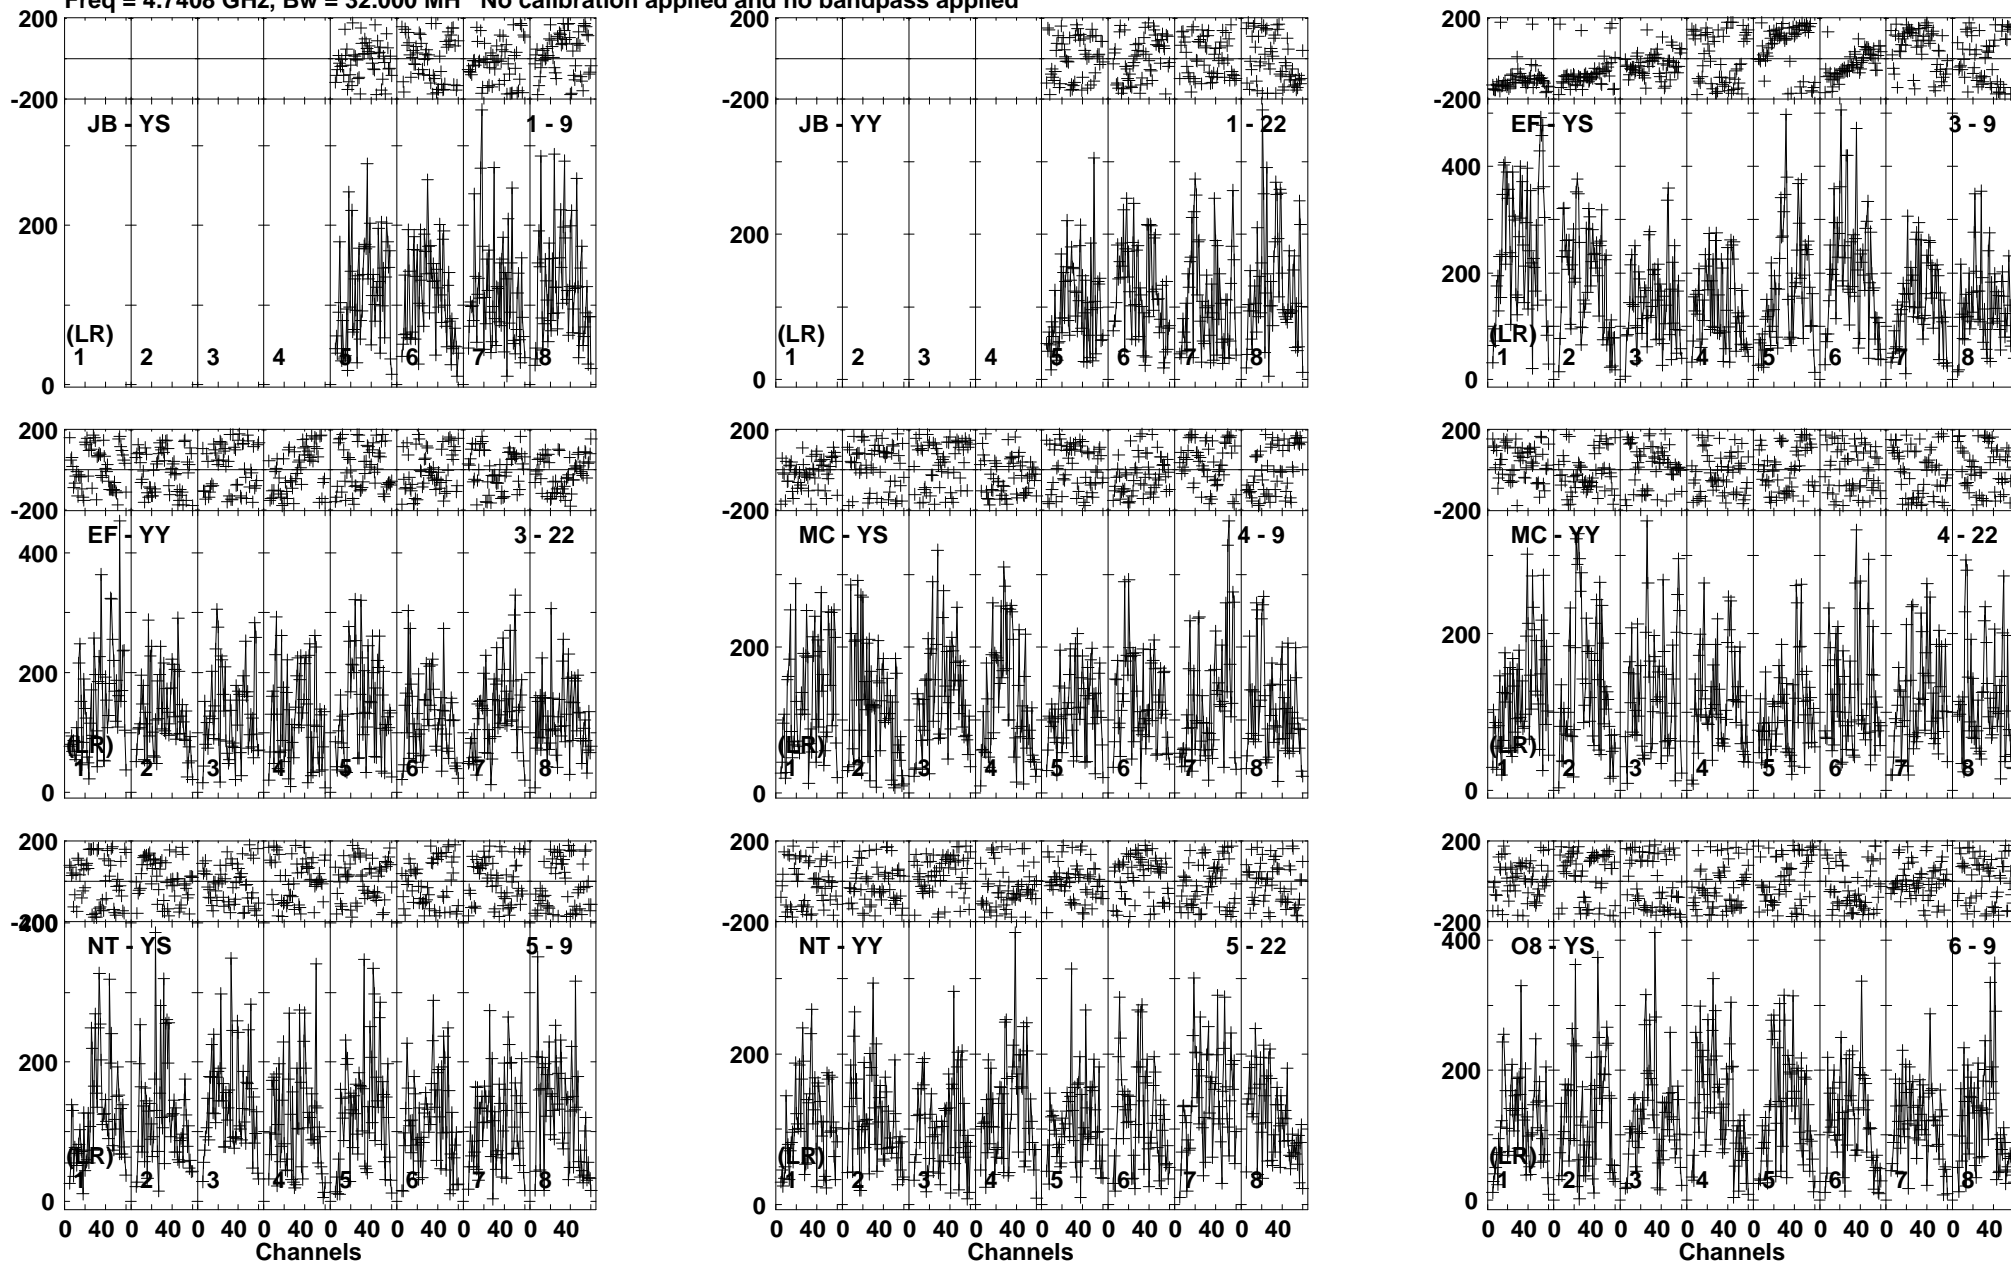 Freq = 4.7408 GHz, Bw = 32.000 MH No calibration applied and no bandpass applied
200
-200
JB - YS 1 - 9
200
(LR)
1 2 3 4 5 6 7 8
0
200
-200
JB - YY 1 - 22
200
(LR)
1 2 3 4 5 6 7 8
0
200
-200
EF - YS 3 - 9
400
200
(LR)
1 2 3 4 5 6 7 8
0
200
-200
EF - YY 3 - 22
400
200
(LR)
1 2 3 4 5 6 7 8
0
200
-200
MC - YS 4 - 9
200
(LR)
1 2 3 4 5 6 7 8
0
200
-200
MC - YY 4 - 22
200
(LR)
1 2 3 4 5 6 7 8
0
200
-200
400
NT - YS 5 - 9
200
(LR)
1 2 3 4 5 6 7 8
0
0 40 0 40 0 40 0 40 0 40 0 40 0 40 0 40
Channels
200
-200
NT - YY 5 - 22
200
(LR)
1 2 3 4 5 6 7 8
0
0 40 0 40 0 40 0 40 0 40 0 40 0 40 0 40
Channels
200
-200
400
O8 - YS 6 - 9
200
(LR)
1 2 3 4 5 6 7 8
0
0 40 0 40 0 40 0 40 0 40 0 40 0 40 0 40
Channels